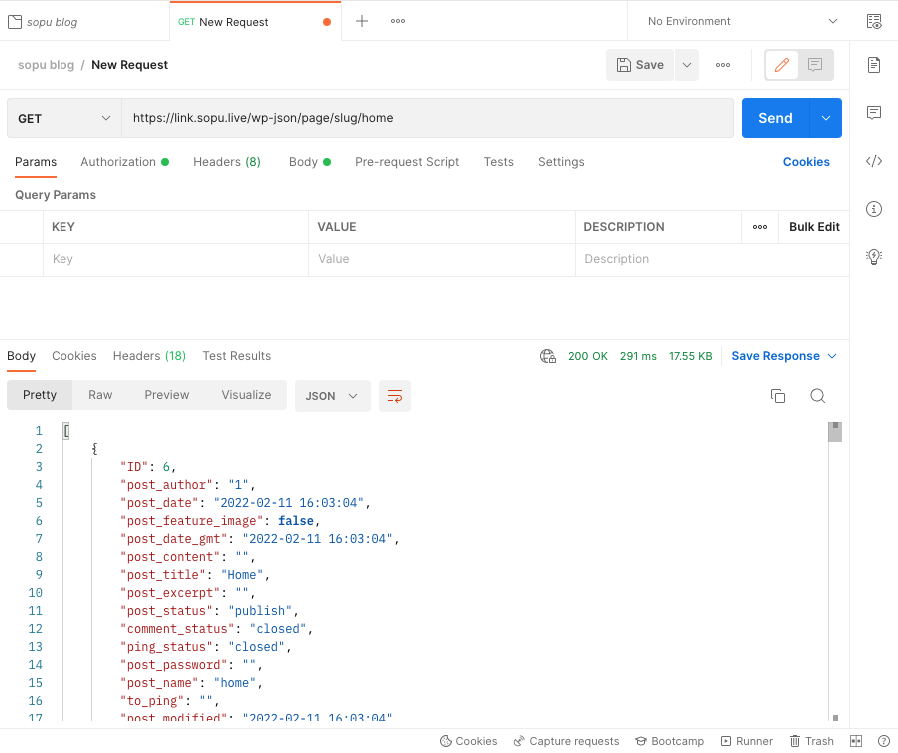 sopu blog
GET New Request
No Environment
sopu blog / New Request
Save
GET
https://link.sopu.live/wp-json/page/slug/home
Send
Params Authorization Headers (8) Body Pre-request Script Tests Settings Cookies
Query Params
KEY VALUE DESCRIPTION Bulk Edit
Key Value Description
Body Cookies Headers (18) Test Results 200 OK 291 ms 17.55 KB Save Response
Pretty Raw Preview Visualize JSON
1 [
2 {
3 "ID": 6,
4 "post_author": "1",
5 "post_date": "2022-02-11 16:03:04",
6 "post_feature_image": false,
7 "post_date_gmt": "2022-02-11 16:03:04",
8 "post_content": "",
9 "post_title": "Home",
10 "post_excerpt": "",
11 "post_status": "publish",
12 "comment_status": "closed",
13 "ping_status": "closed",
14 "post_password": "",
15 "post_name": "home",
16 "to_ping": "",
17 "post_modified": "2022-02-11 16:03:04"
Cookies Capture requests Bootcamp Runner Trash